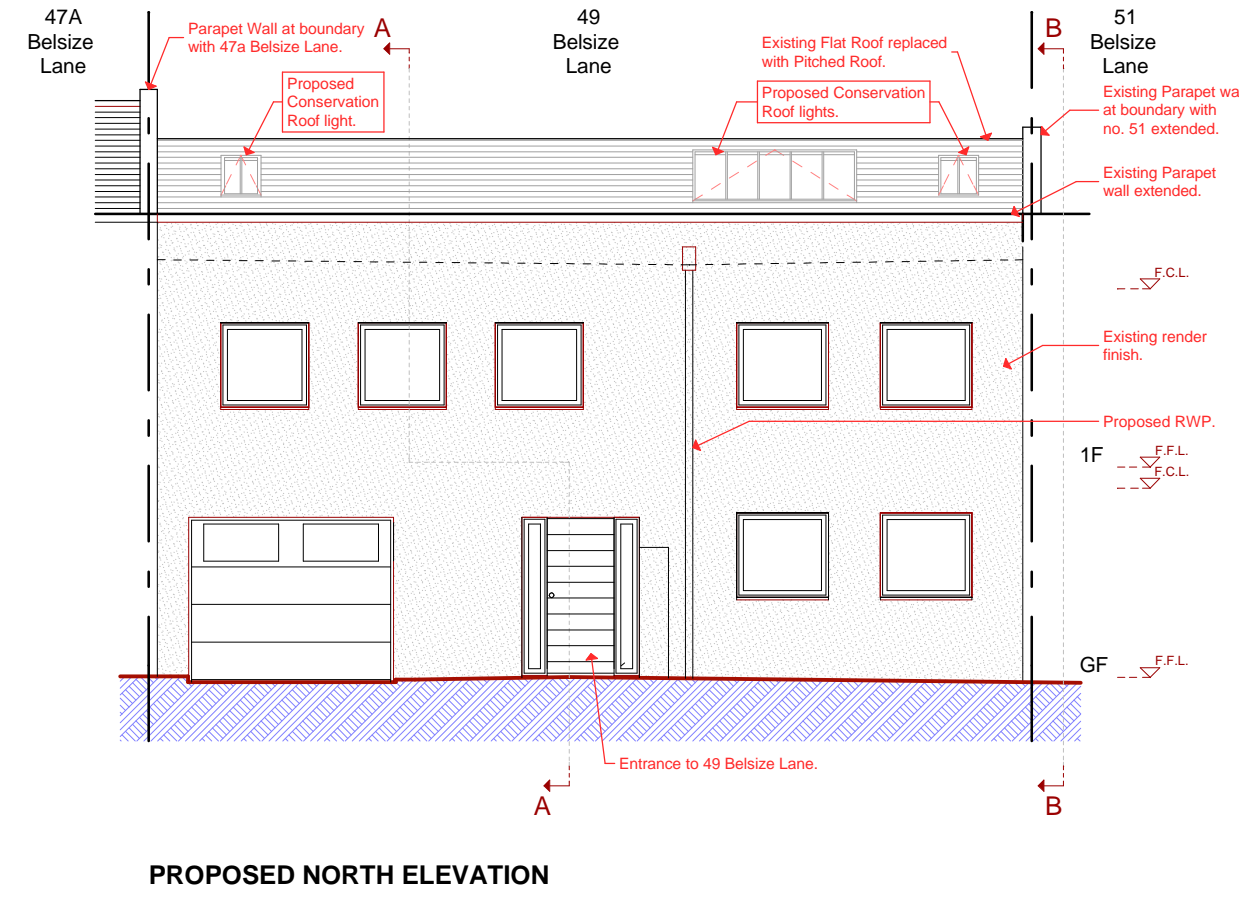 47A
Belsize
Lane
49
Belsize
Lane
51
Belsize
Lane
A
B
Parapet Wall at boundary
with 47a Belsize Lane.
Proposed
Conservation
Roof light.
Existing Flat Roof replaced
with Pitched Roof.
Proposed Conservation
Roof lights.
Existing Parapet wa
at boundary with
no. 51 extended.
Existing Parapet
wall extended.
F.C.L.
Existing render
finish.
Proposed RWP.
1F
F.F.L.
F.C.L.
GF
F.F.L.
Entrance to 49 Belsize Lane.
A
B
PROPOSED NORTH ELEVATION